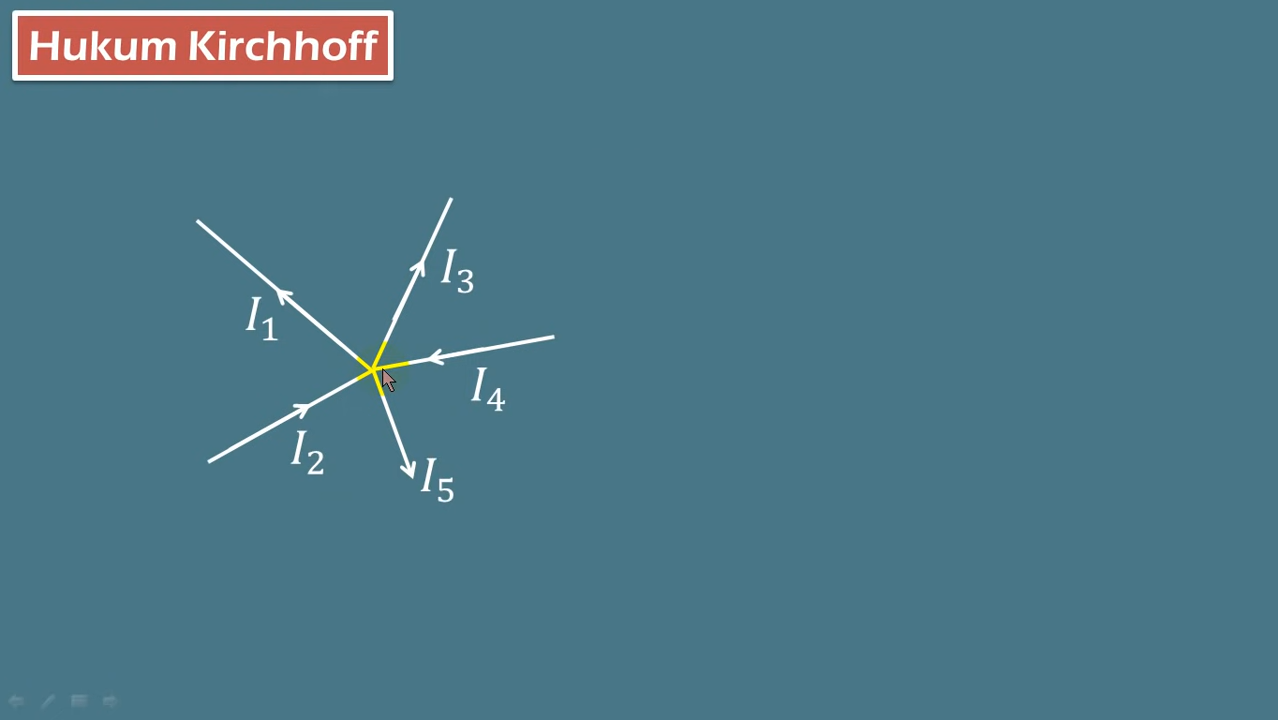 Hukum Kirchhoff
I₃
I₁
I₄
I₂
I₅